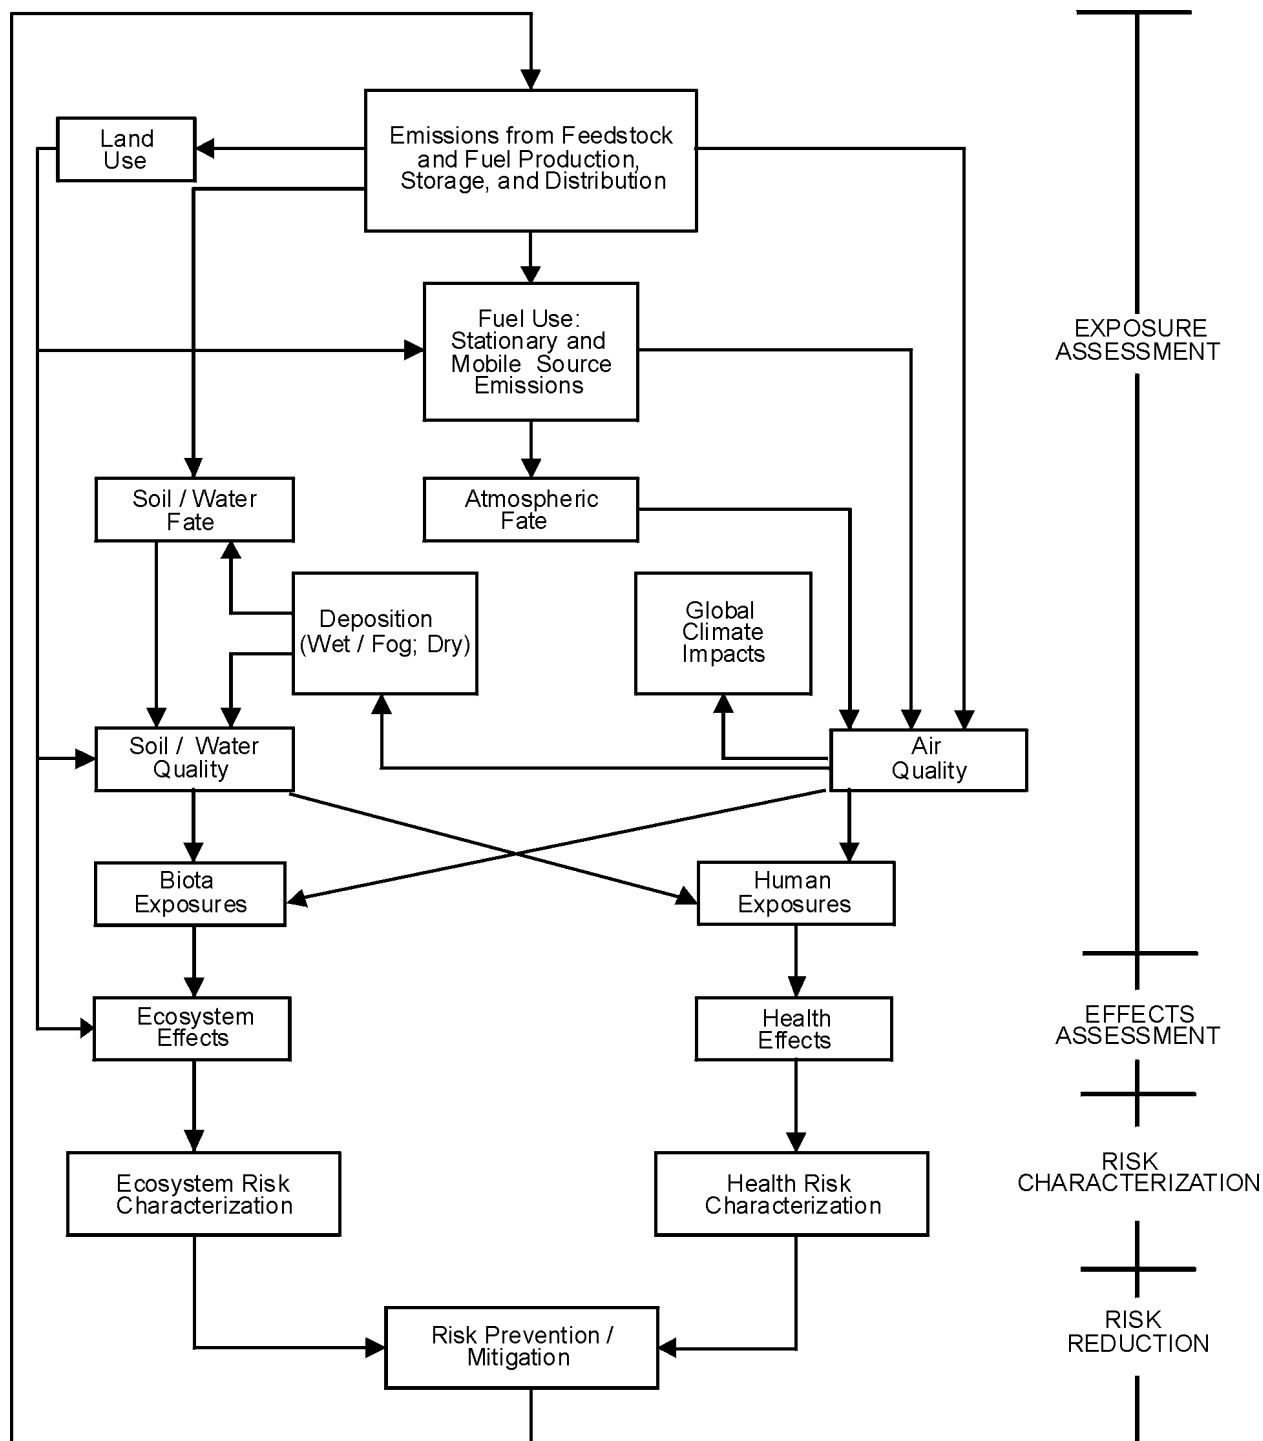 Emissions from Feedstock
and Fuel Production,
Storage, and Distribution
Land
Use
Fuel Use:
Stationary and
Mobile Source
Emissions
EXPOSURE
ASSESSMENT
Soil / Water
Fate
Atmospheric
Fate
Deposition
(Wet / Fog; Dry)
Global
Climate
Impacts
Soil / Water
Quality
Air
Quality
Biota
Exposures
Human
Exposures
Ecosystem
Effects
Health
Effects
EFFECTS
ASSESSMENT
Ecosystem Risk
Characterization
Health Risk
Characterization
RISK
CHARACTERIZATION
Risk Prevention /
Mitigation
RISK
REDUCTION